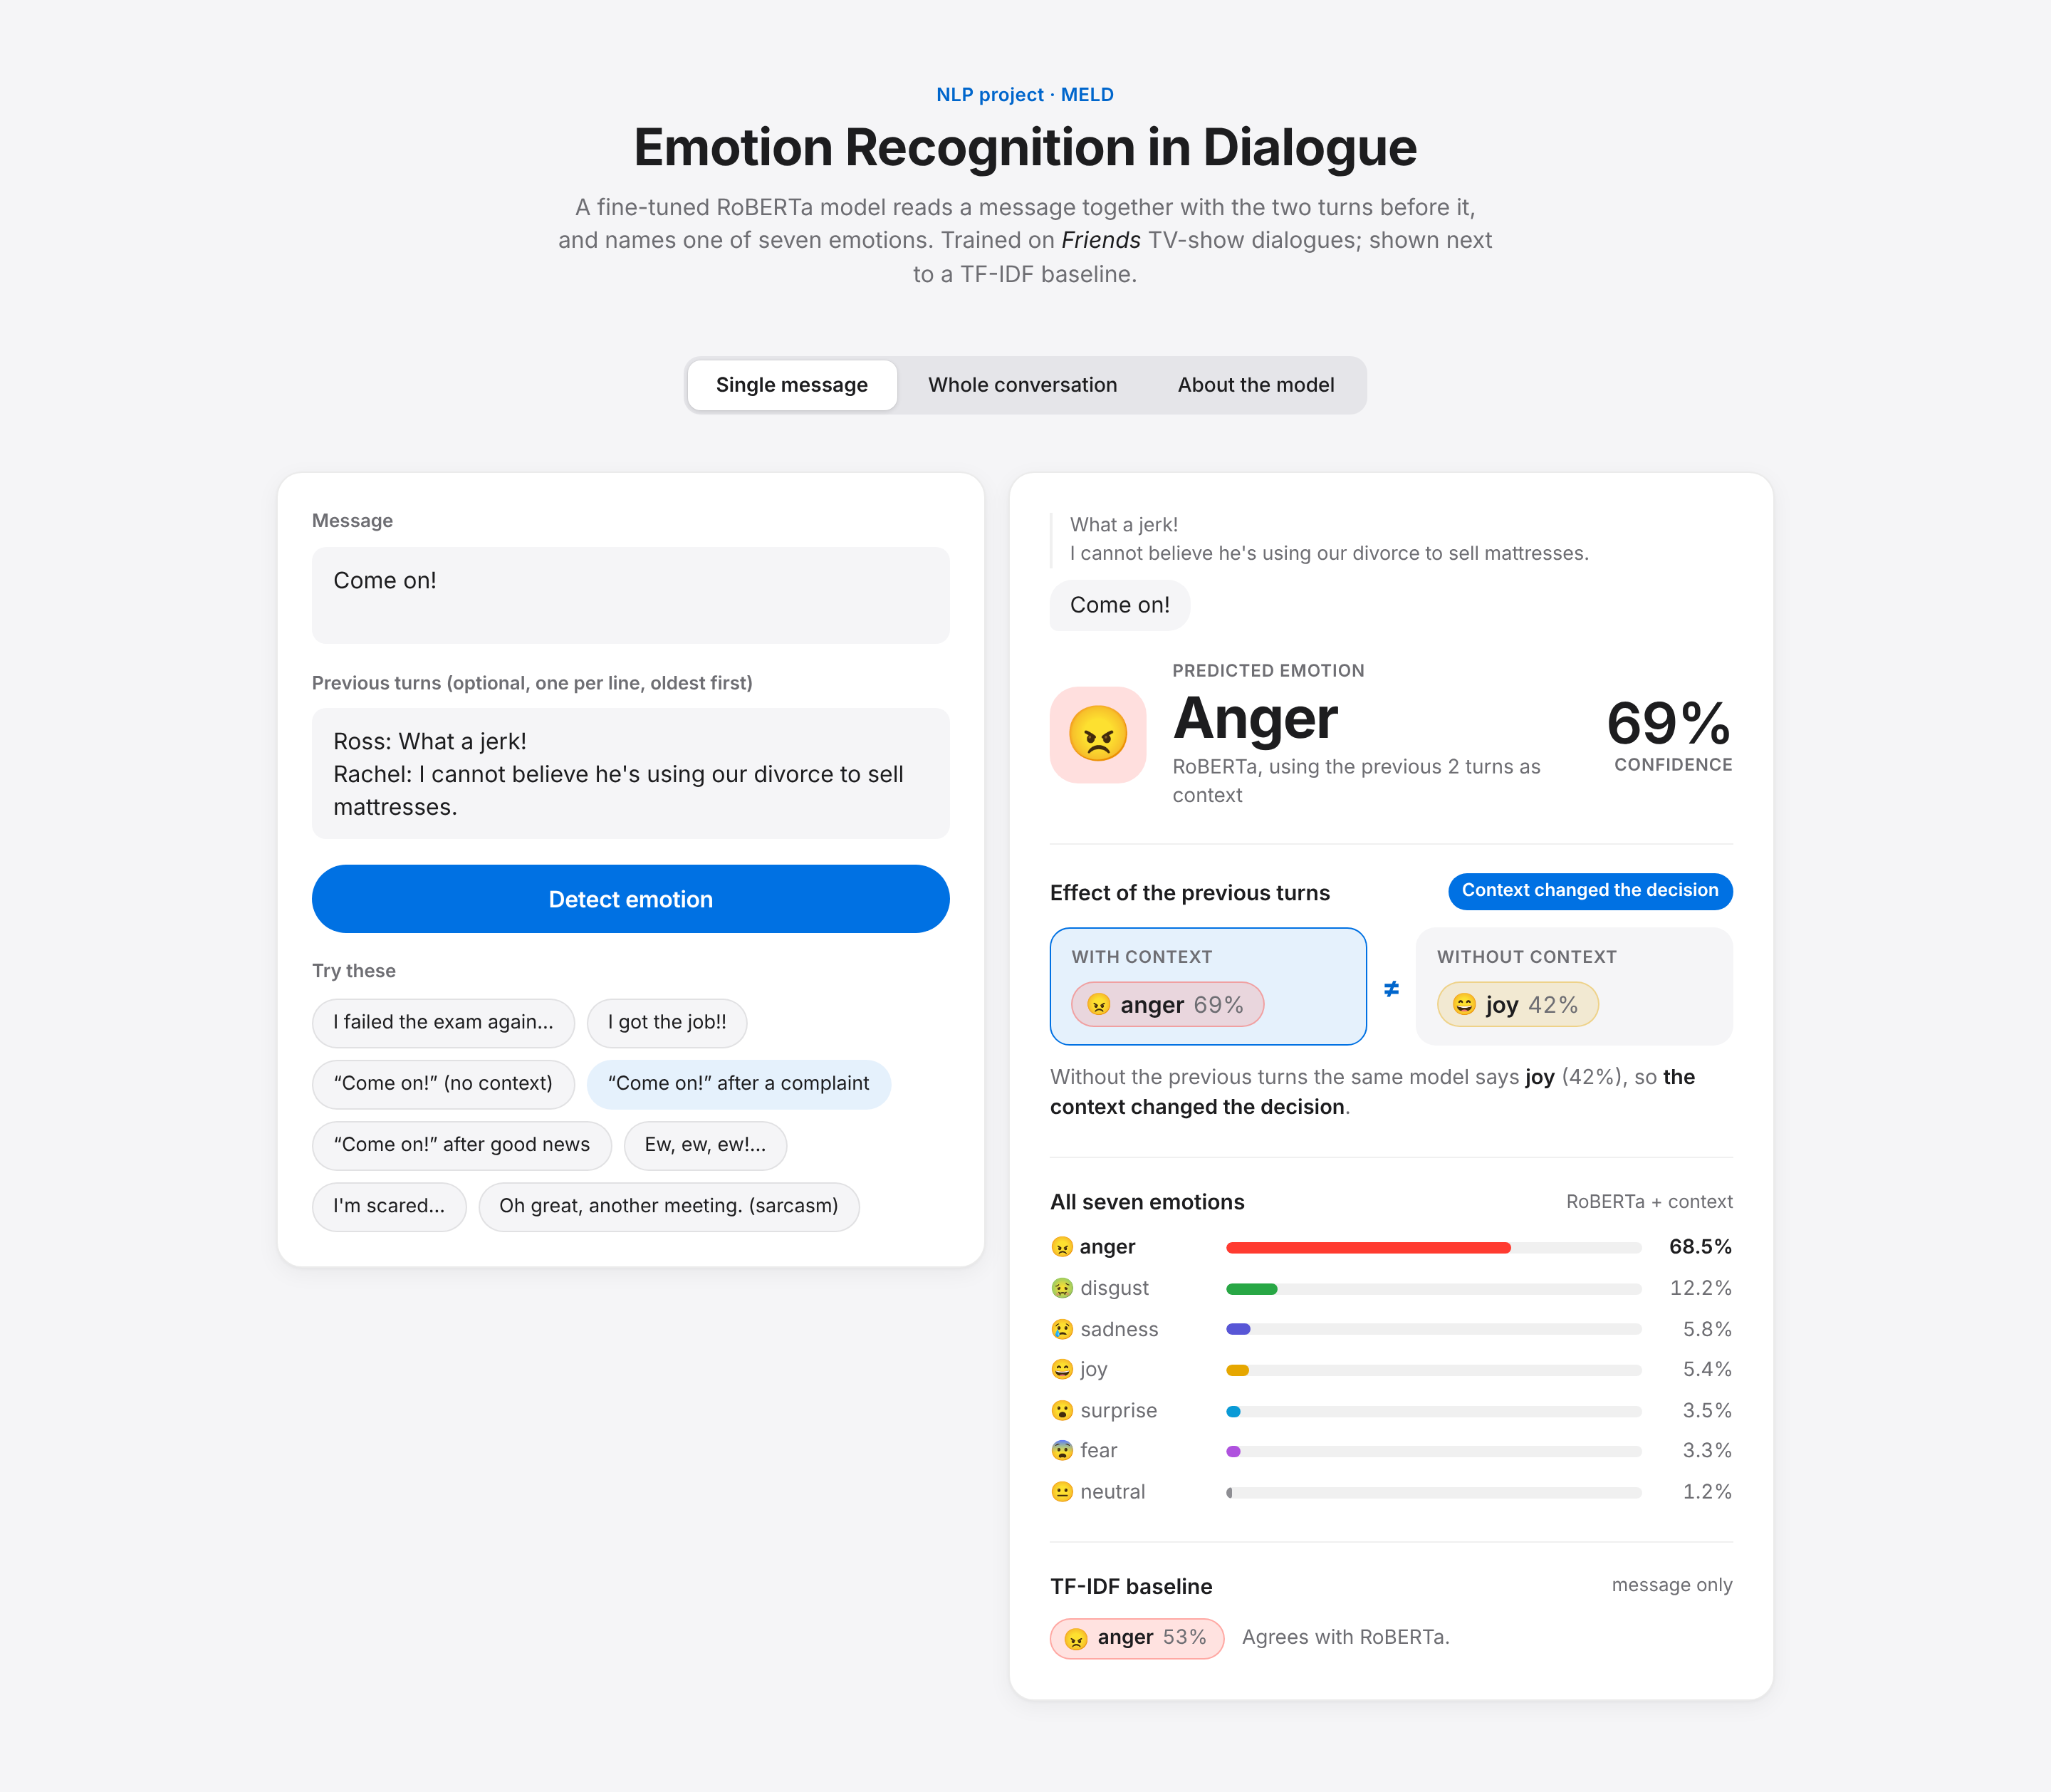 NLP project · MELD
Emotion Recognition in Dialogue
A fine-tuned RoBERTa model reads a message together with the two turns before it,
and names one of seven emotions. Trained on Friends TV-show dialogues; shown next
to a TF-IDF baseline.
Single message
Whole conversation
About the model
Message
Come on!
Previous turns (optional, one per line, oldest first)
Ross: What a jerk!
Rachel: I cannot believe he's using our divorce to sell
mattresses.
Detect emotion
Try these
I failed the exam again...
I got the job!!
“Come on!” (no context)
“Come on!” after a complaint
“Come on!” after good news
Ew, ew, ew!...
I'm scared...
Oh great, another meeting. (sarcasm)
What a jerk!
I cannot believe he's using our divorce to sell mattresses.
Come on!
PREDICTED EMOTION
Anger
RoBERTa, using the previous 2 turns as
context
69%
CONFIDENCE
Effect of the previous turns
Context changed the decision
WITH CONTEXT
anger 69%
≠
WITHOUT CONTEXT
joy 42%
Without the previous turns the same model says joy (42%), so the
context changed the decision.
All seven emotions
RoBERTa + context
anger 68.5%
disgust 12.2%
sadness 5.8%
joy 5.4%
surprise 3.5%
fear 3.3%
neutral 1.2%
TF-IDF baseline
message only
anger 53%
Agrees with RoBERTa.